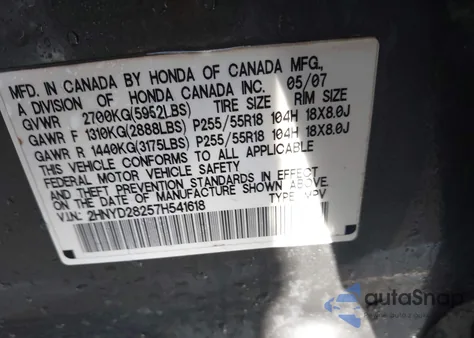 MFD. IN CANADA BY HONDA OF CANADA MFG.,
A DIVISION OF HONDA CANADA INC. 05/07
GVWR 2700KG(5952LBS) TIRE SIZE RIM SIZE
GAWR F 1310KG(2888LBS) P255/55R18 104H 18X8.0J
GAWR R 1440KG(3175LBS) P255/55R18 104H 18X8.0J
THIS VEHICLE CONFORMS TO ALL APPLICABLE
FEDERAL MOTOR VEHICLE SAFETY
AND THEFT PREVENTION STANDARDS IN EFFECT ON THE
DATE OF MANUFACTURE SHOWN ABOVE.
V.I.N: 2HNYD28257H541618 TYPE: MPV
autoSnap